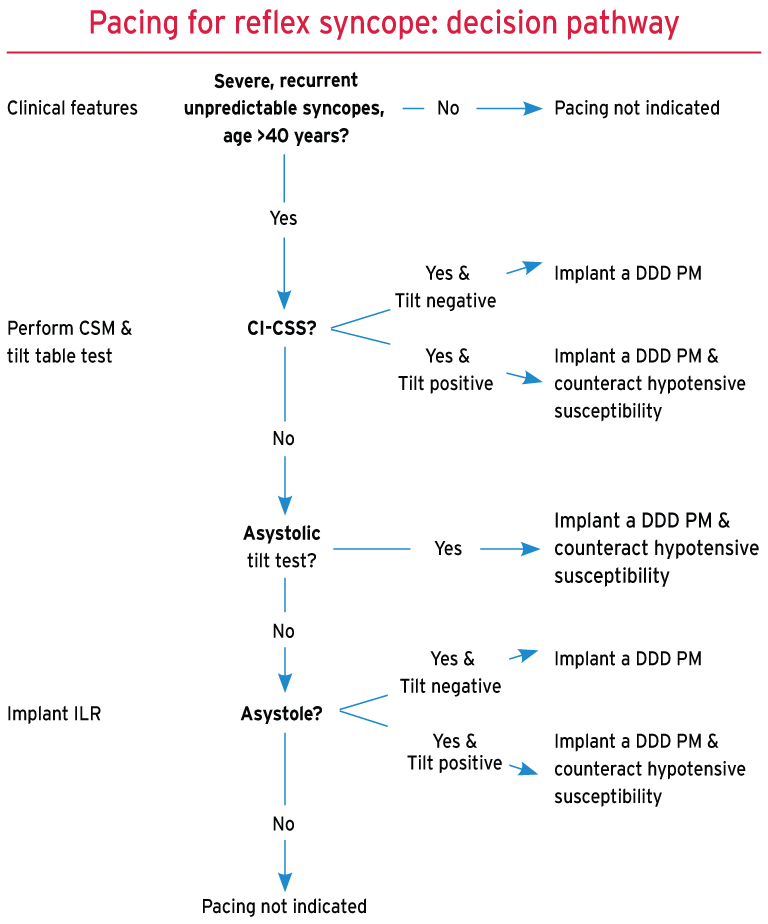 Pacing for reflex syncope: decision pathway
Clinical features
Severe, recurrent
unpredictable syncopes,
age >40 years?
No
Pacing not indicated
Yes
Perform CSM &
tilt table test
CI-CSS?
Yes &
Tilt negative
Implant a DDD PM
Yes &
Tilt positive
Implant a DDD PM &
counteract hypotensive
susceptibility
No
Asystolic
tilt test?
Yes
Implant a DDD PM &
counteract hypotensive
susceptibility
No
Implant ILR
Asystole?
Yes &
Tilt negative
Implant a DDD PM
Yes &
Tilt positive
Implant a DDD PM &
counteract hypotensive
susceptibility
No
Pacing not indicated